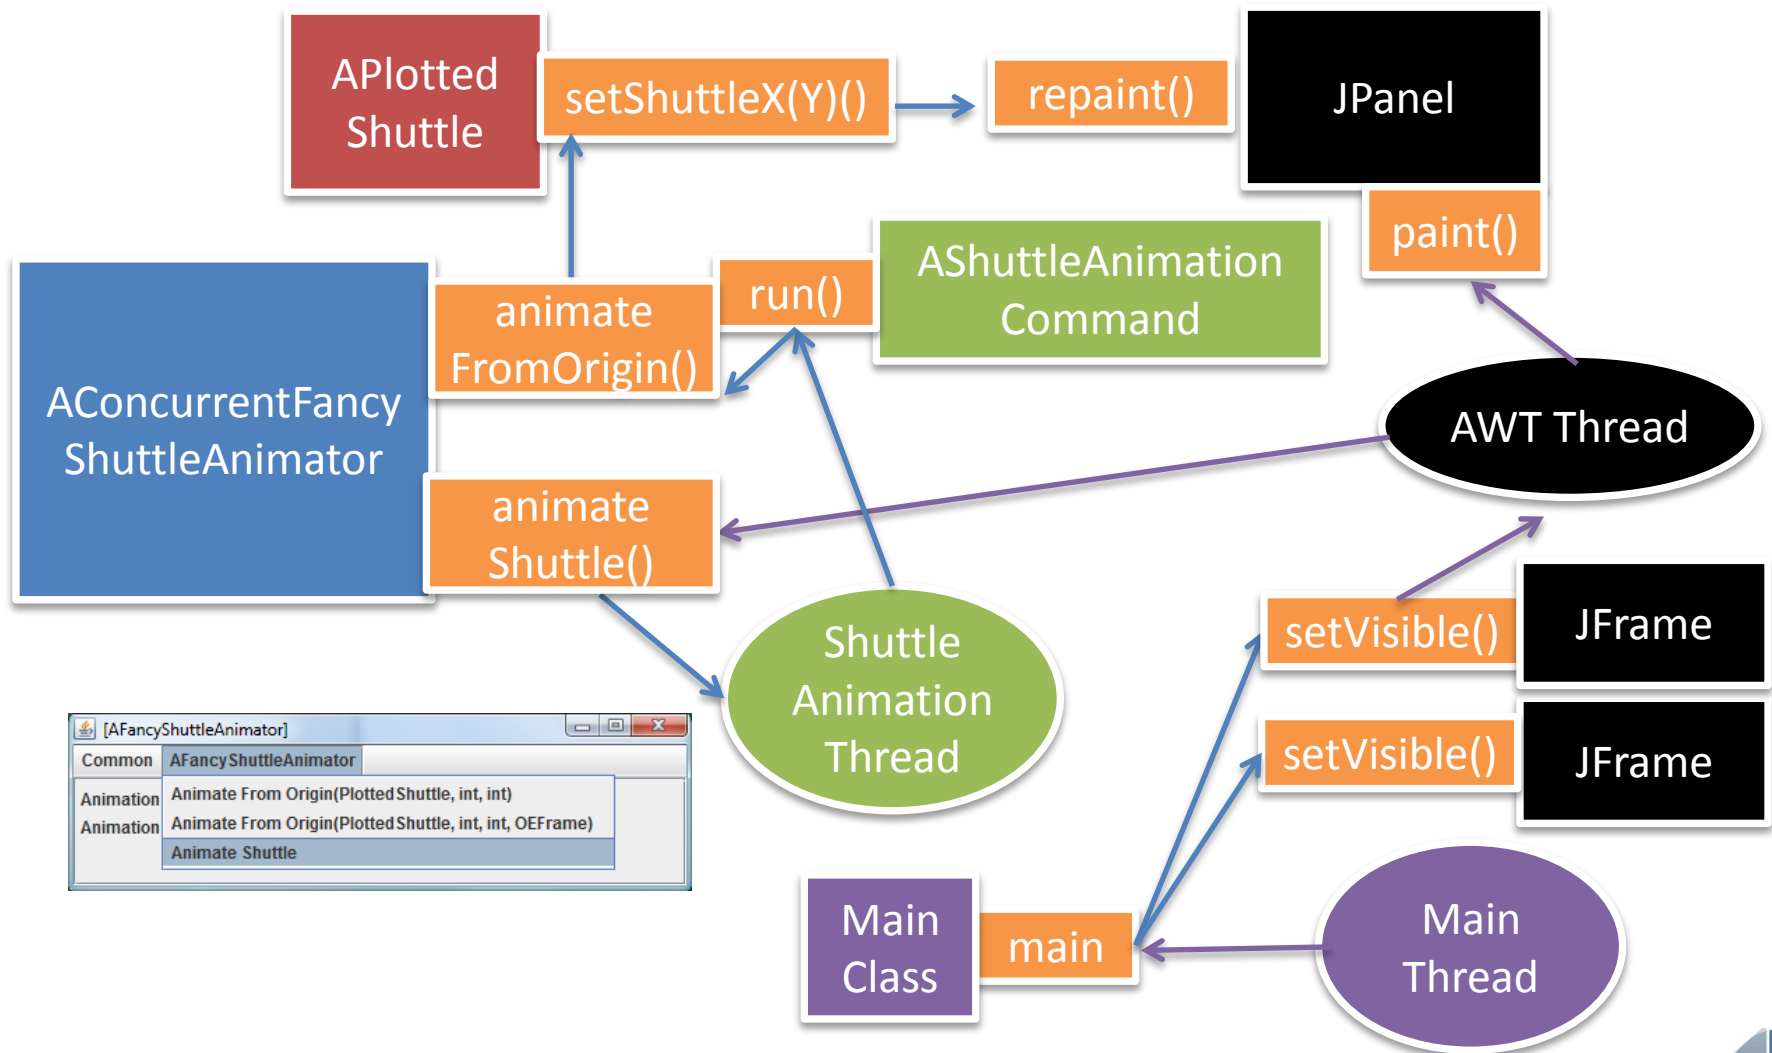 APlotted
Shuttle
setShuttleX(Y)()
repaint()
JPanel
paint()
AConcurrentFancy
ShuttleAnimator
animate
FromOrigin()
run()
AShuttleAnimation
Command
AWT Thread
animate
Shuttle()
Shuttle
Animation
Thread
setVisible()
JFrame
setVisible()
JFrame
[AFancyShuttleAnimator]
Common AFancyShuttleAnimator
Animation Animate From Origin(PlottedShuttle, int, int)
Animation Animate From Origin(PlottedShuttle, int, int, OEFrame)
Animate Shuttle
Main
Class
main
Main
Thread